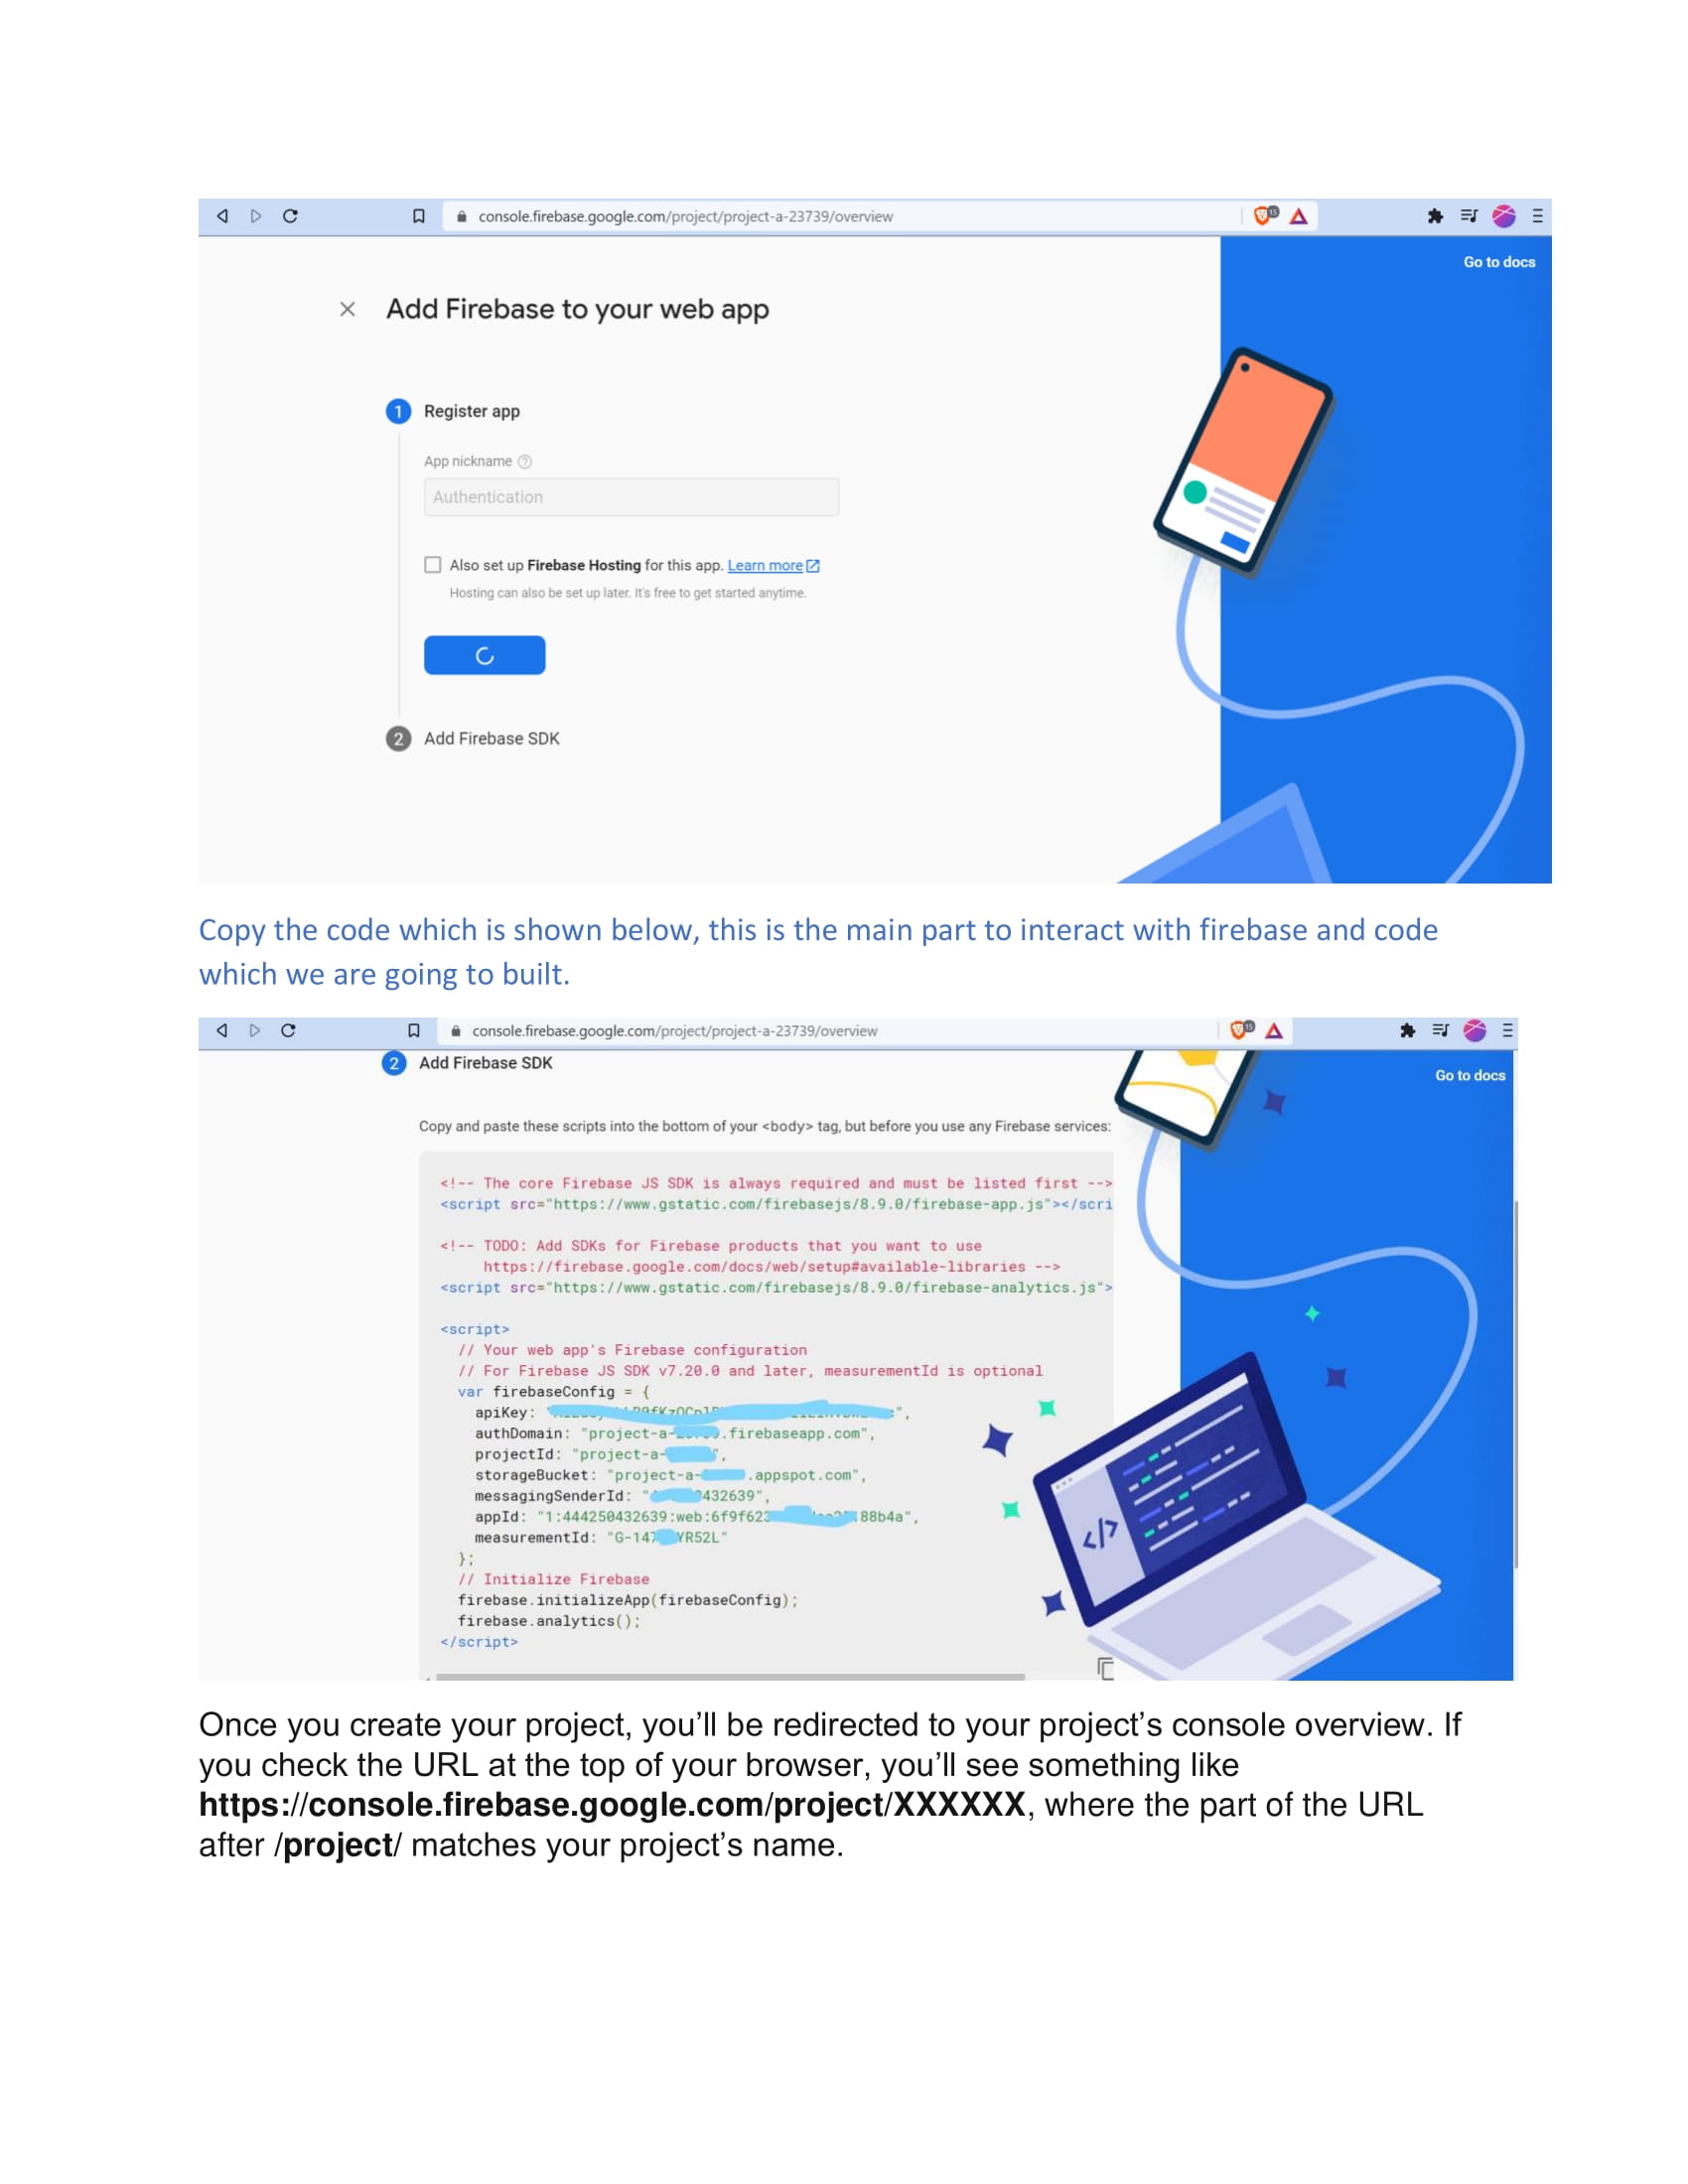 console.firebase.google.com/project/project-a-23739/overview
15
Go to docs
Add Firebase to your web app
1 Register app
App nickname
Authentication
Also set up Firebase Hosting for this app. Learn more
Hosting can also be set up later. It's free to get started anytime.
2 Add Firebase SDK
Copy the code which is shown below, this is the main part to interact with firebase and code
which we are going to built.
console.firebase.google.com/project/project-a-23739/overview
15
2 Add Firebase SDK
Go to docs
Copy and paste these scripts into the bottom of your <body> tag, but before you use any Firebase services:
<!-- The core Firebase JS SDK is always required and must be listed first -->
<script src="https://www.gstatic.com/firebasejs/8.9.0/firebase-app.js"></scri
<!-- TODO: Add SDKs for Firebase products that you want to use
https://firebase.google.com/docs/web/setup#available-libraries -->
<script src="https://www.gstatic.com/firebasejs/8.9.0/firebase-analytics.js">
<script>
// Your web app's Firebase configuration
// For Firebase JS SDK v7.20.0 and later, measurementId is optional
var firebaseConfig = {
apiKey:
authDomain: "project-a- .firebaseapp.com",
projectId: "project-a- ",
storageBucket: "project-a- .appspot.com",
messagingSenderId: " 432639",
appId: "1:444250432639:web:6f9f623 88b4a",
measurementId: "G-147 YR52L"
};
// Initialize Firebase
firebase.initializeApp(firebaseConfig);
firebase.analytics();
</script>
</>
Once you create your project, you’ll be redirected to your project’s console overview. If
you check the URL at the top of your browser, you’ll see something like
https://console.firebase.google.com/project/XXXXXX, where the part of the URL
after /project/ matches your project’s name.